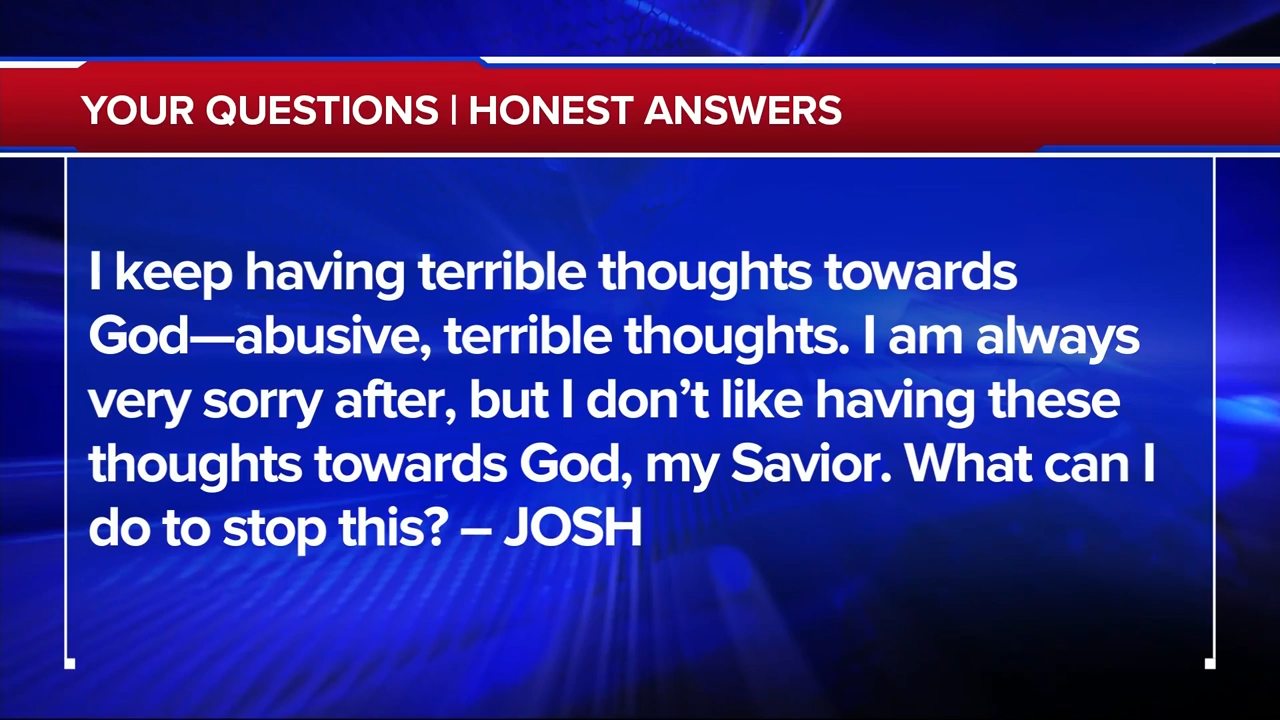 YOUR QUESTIONS | HONEST ANSWERS
I keep having terrible thoughts towards
God—abusive, terrible thoughts. I am always
very sorry after, but I don’t like having these
thoughts towards God, my Savior. What can I
do to stop this? – JOSH